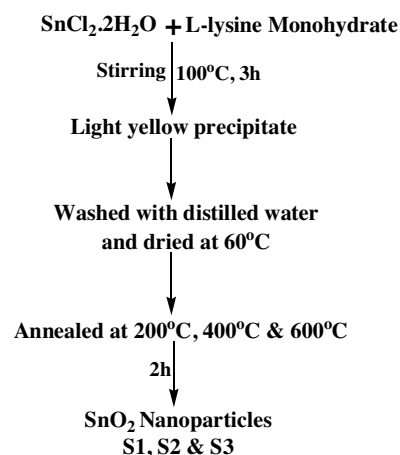 SnCl₂.2H₂O + L-lysine Monohydrate
Stirring 100°C, 3h
Light yellow precipitate
Washed with distilled water
and dried at 60°C
Annealed at 200°C, 400°C & 600°C
2h
SnO₂ Nanoparticles
S1, S2 & S3